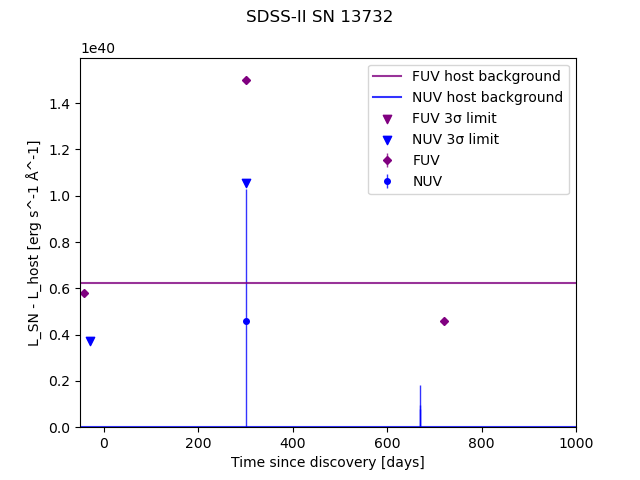 SDSS-II SN 13732
1e40
FUV host background
NUV host background
FUV 3σ limit
NUV 3σ limit
FUV
NUV
L_SN - L_host [erg s^-1 Å^-1]
1.4
1.2
1.0
0.8
0.6
0.4
0.2
0.0
0 200 400 600 800 1000
Time since discovery [days]